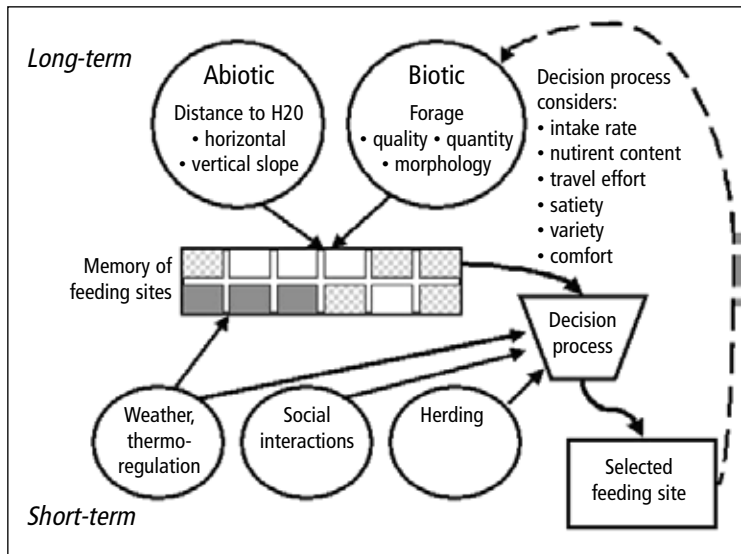 Long-term
Abiotic
Distance to H20
• horizontal
• vertical slope
Biotic
Forage
• quality • quantity
• morphology
Decision process
considers:
• intake rate
• nutirent content
• travel effort
• satiety
• variety
• comfort
Memory of
feeding sites
Decision
process
Weather,
thermo-
regulation
Social
interactions
Herding
Selected
feeding site
Short-term